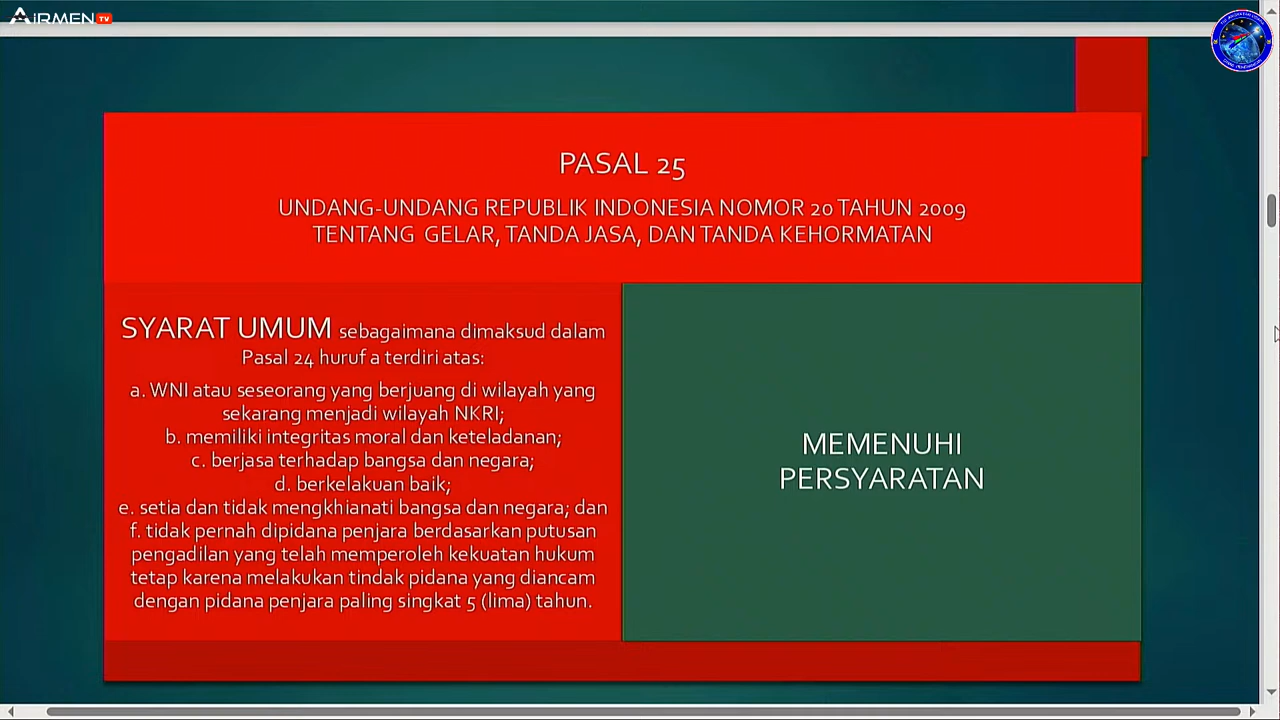 AIRMEN TV
PASAL 25
UNDANG-UNDANG REPUBLIK INDONESIA NOMOR 20 TAHUN 2009
TENTANG GELAR, TANDA JASA, DAN TANDA KEHORMATAN
SYARAT UMUM sebagaimana dimaksud dalam
Pasal 24 huruf a terdiri atas:
a. WNI atau seseorang yang berjuang di wilayah yang
sekarang menjadi wilayah NKRI;
b. memiliki integritas moral dan keteladanan;
c. berjasa terhadap bangsa dan negara;
d. berkelakuan baik;
e. setia dan tidak mengkhianati bangsa dan negara; dan
f. tidak pernah dipidana penjara berdasarkan putusan
pengadilan yang telah memperoleh kekuatan hukum
tetap karena melakukan tindak pidana yang diancam
dengan pidana penjara paling singkat 5 (lima) tahun.
MEMENUHI
PERSYARATAN